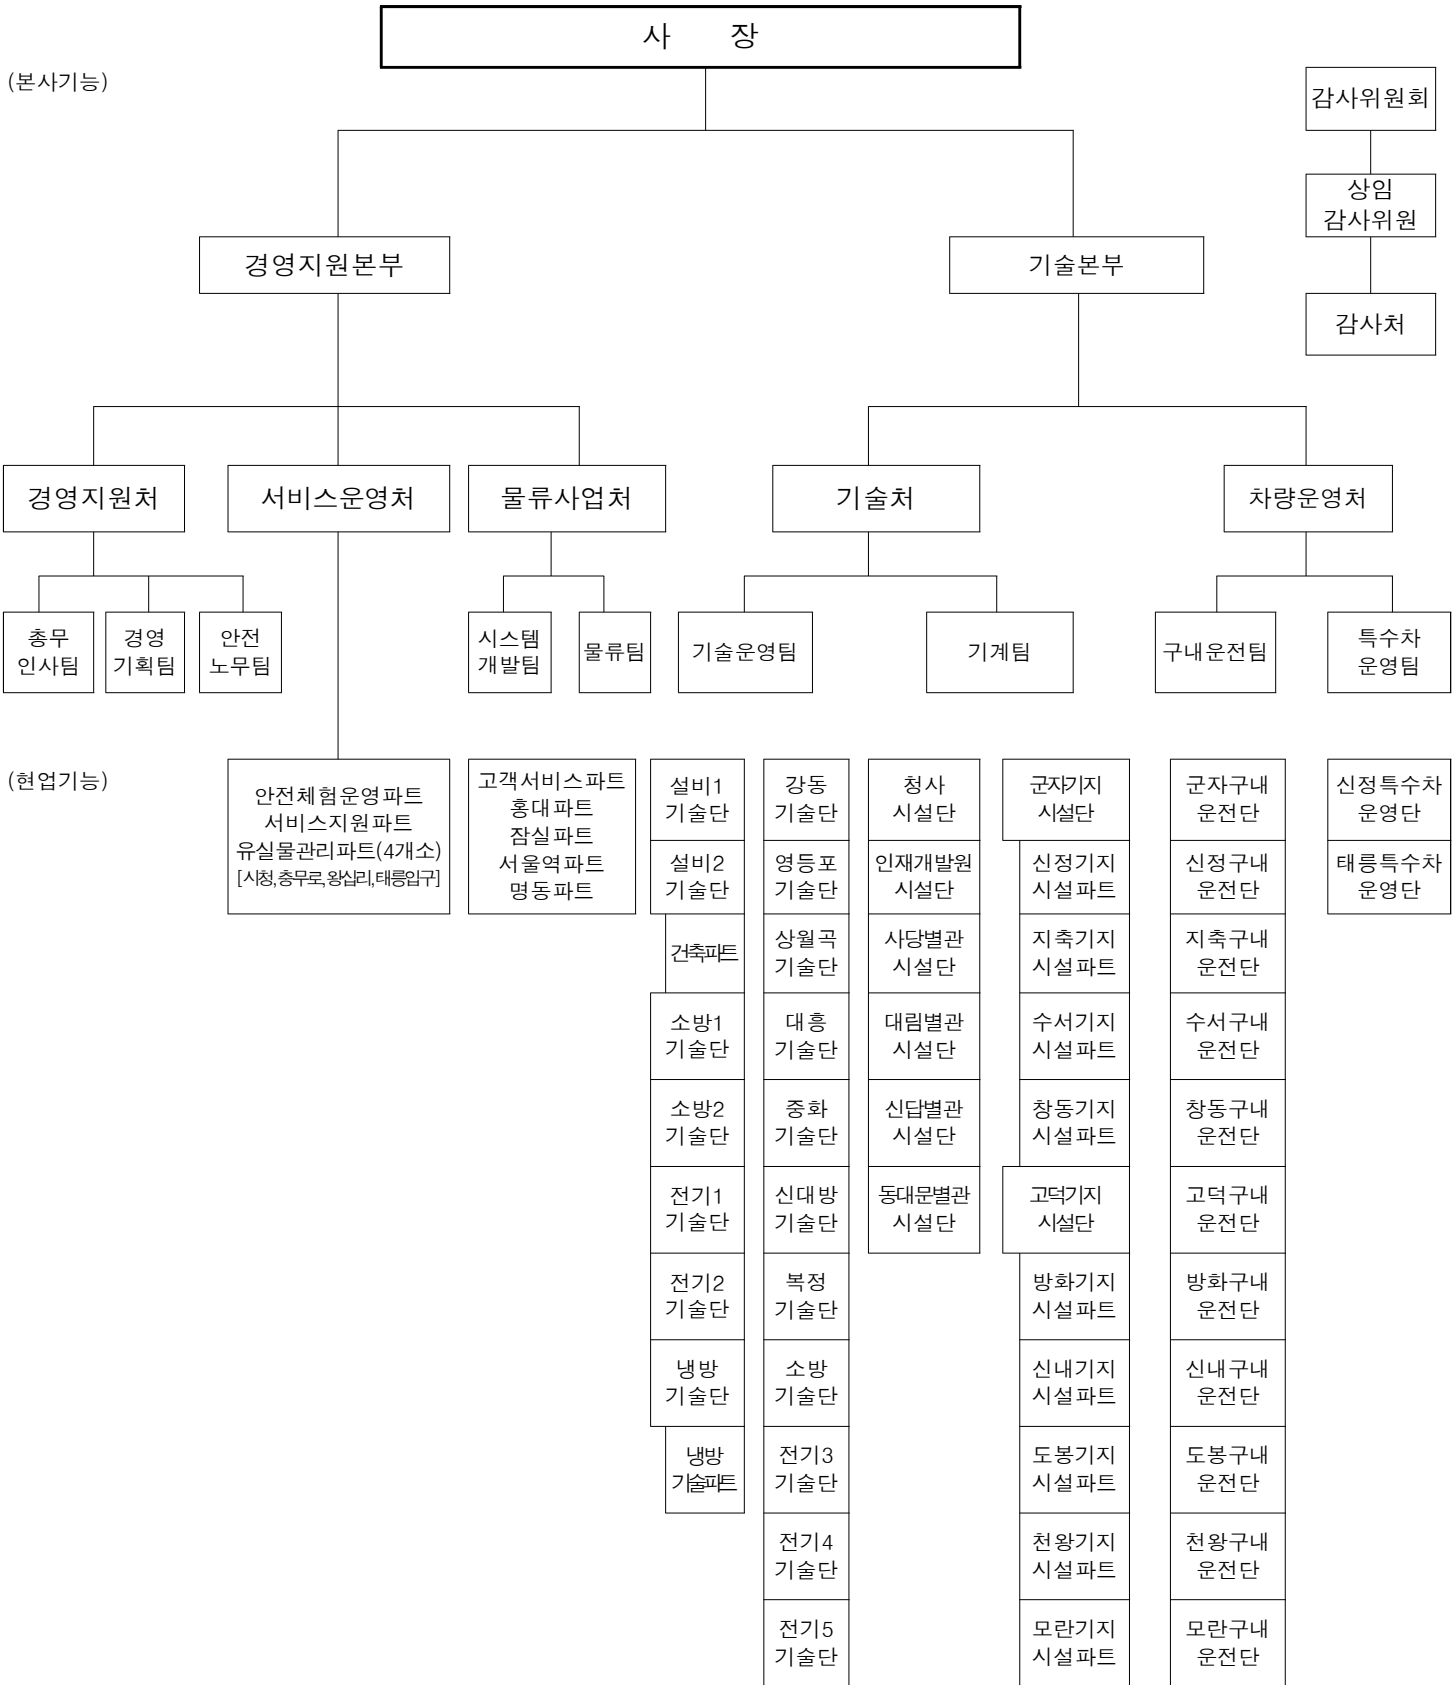 사 장
(본사기능)
감사위원회
상임
감사위원
감사처
경영지원본부
기술본부
경영지원처
서비스운영처
물류사업처
기술처
차량운영처
총무
인사팀
경영
기획팀
안전
노무팀
시스템
개발팀
물류팀
기술운영팀
기계팀
구내운전팀
특수차
운영팀
(현업기능)
안전체험운영파트
서비스지원파트
유실물관리파트(4개소)
[시청,충무로,왕십리,태릉입구]
고객서비스파트
홍대파트
잠실파트
서울역파트
명동파트
설비1
기술단
설비2
기술단
건축파트
소방1
기술단
소방2
기술단
전기1
기술단
전기2
기술단
냉방
기술단
냉방
기술파트
강동
기술단
영등포
기술단
상월곡
기술단
대흥
기술단
중화
기술단
신대방
기술단
복정
기술단
소방
기술단
전기3
기술단
전기4
기술단
전기5
기술단
청사
시설단
인재개발원
시설단
사당별관
시설단
대림별관
시설단
신답별관
시설단
동대문별관
시설단
군자기지
시설단
신정기지
시설파트
지축기지
시설파트
수서기지
시설파트
창동기지
시설파트
고덕기지
시설단
방화기지
시설파트
신내기지
시설파트
도봉기지
시설파트
천왕기지
시설파트
모란기지
시설파트
군자구내
운전단
신정구내
운전단
지축구내
운전단
수서구내
운전단
창동구내
운전단
고덕구내
운전단
방화구내
운전단
신내구내
운전단
도봉구내
운전단
천왕구내
운전단
모란구내
운전단
신정특수차
운영단
태릉특수차
운영단